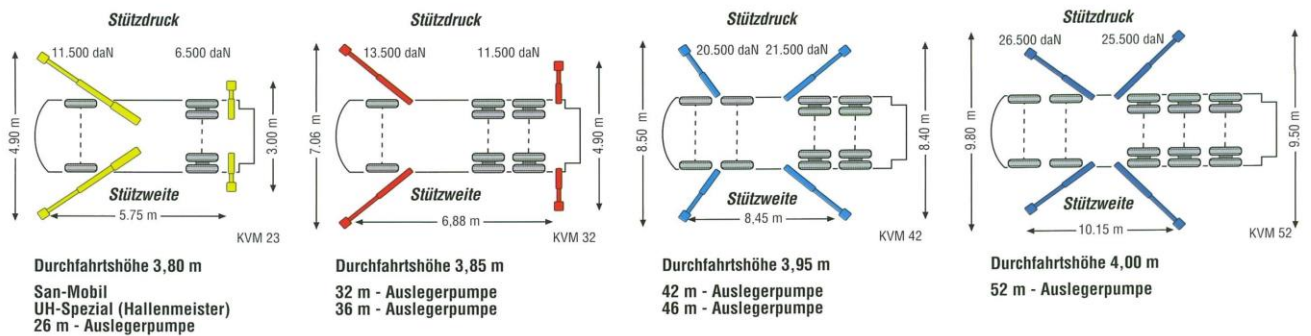 Stützdruck
11.500 daN
6.500 daN
4.90 m
3.00 m
Stützweite
5.75 m
KVM 23
Durchfahrtshöhe 3,80 m
San-Mobil
UH-Spezial (Hallenmeister)
26 m - Auslegerpumpe
Stützdruck
13.500 daN
11.500 daN
7.06 m
4.90 m
Stützweite
6,88 m
KVM 32
Durchfahrtshöhe 3,85 m
32 m - Auslegerpumpe
36 m - Auslegerpumpe
Stützdruck
20.500 daN
21.500 daN
8.50 m
8.40 m
Stützweite
8,45 m
KVM 42
Durchfahrtshöhe 3,95 m
42 m - Auslegerpumpe
46 m - Auslegerpumpe
Stützdruck
26.500 daN
25.500 daN
9.80 m
9.50 m
Stützweite
10.15 m
KVM 52
Durchfahrtshöhe 4,00 m
52 m - Auslegerpumpe